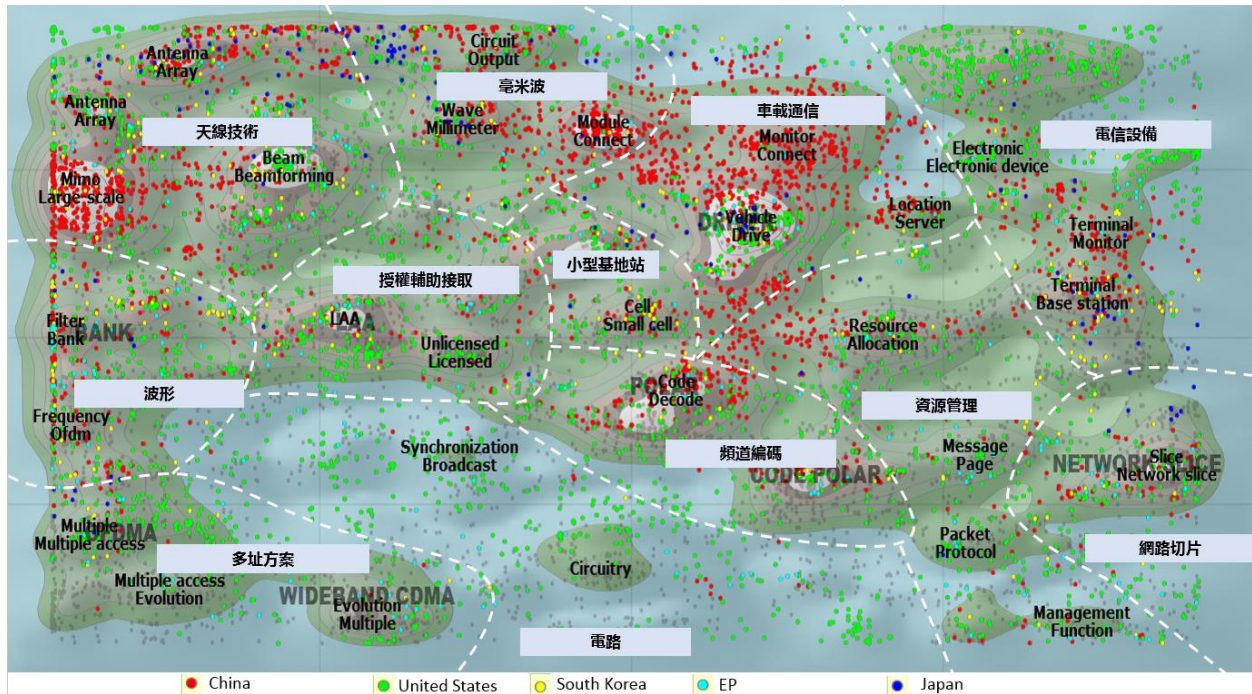 Antenna
Array
Circuit
Output
毫米波
Antenna
Array
Wave
Millimeter
Module
Connect
車載通信
Monitor
Connect
天線技術
電信設備
Beam
Beamforming
Electronic
Electronic device
Mimo
Large-scale
Vehicle
Drive
Location
Server
Terminal
Monitor
小型基地站
授權輔助接取
Terminal
Base station
Filter
Bank
BANK
LAA
LAA
Cell
Small cell
Resource
Allocation
Unlicensed
Licensed
Code
Decode
波形
資源管理
Frequency
Ofdm
Synchronization
Broadcast
頻道編碼
CODE POLAR
Message
Page
NETWORK SLICE
Slice
Network slice
Multiple
Multiple access
Packet
Protocol
多址方案
網路切片
Circuitry
Multiple access
Evolution
WIDEBAND CDMA
Evolution
Multiple
Management
Function
電路
China
United States
South Korea
EP
Japan